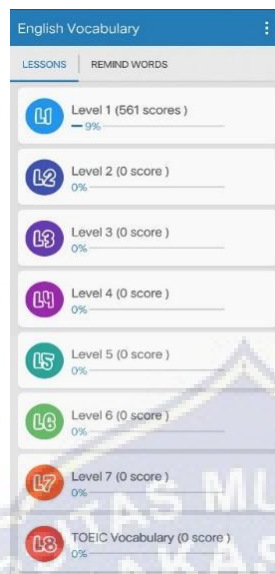 English Vocabulary
LESSONS REMIND WORDS
L1 Level 1 (561 scores )
9%
L2 Level 2 (0 score )
0%
L3 Level 3 (0 score )
0%
L4 Level 4 (0 score )
0%
L5 Level 5 (0 score )
0%
L6 Level 6 (0 score )
0%
L7 Level 7 (0 score )
0%
L8 TOEIC Vocabulary (0 score )
0%